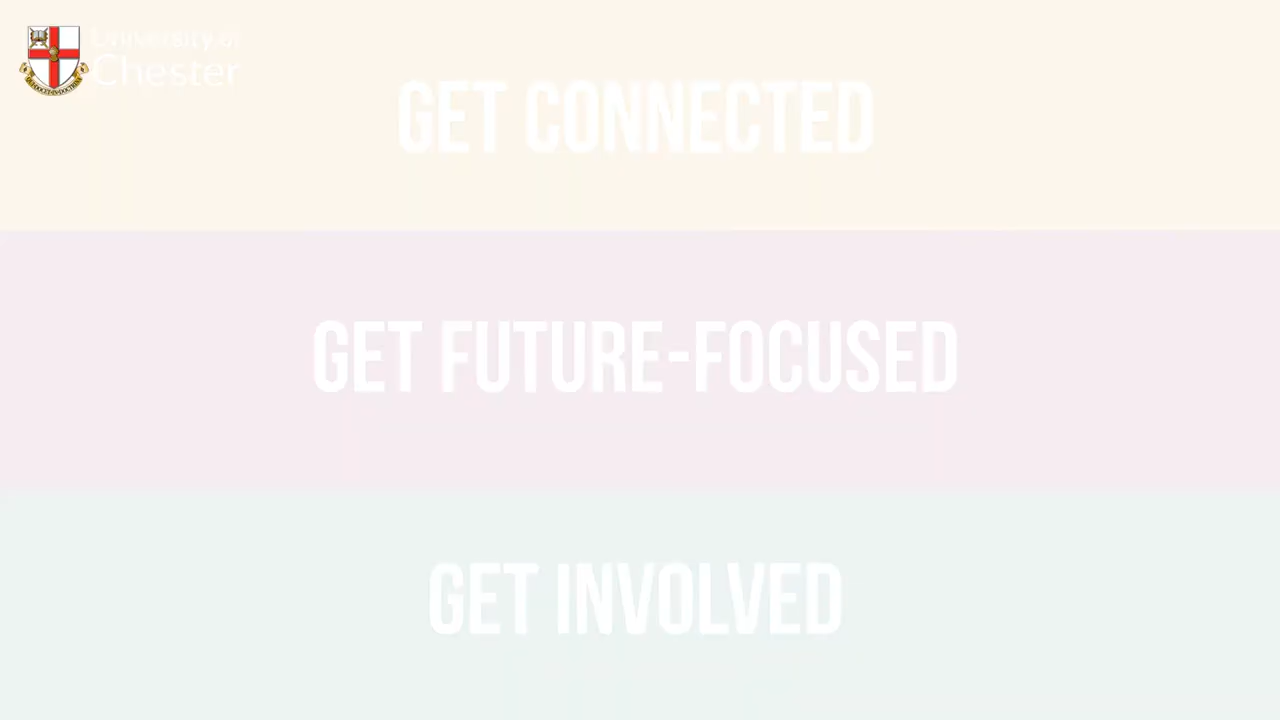 University of
Chester
GET CONNECTED
GET FUTURE-FOCUSED
GET INVOLVED